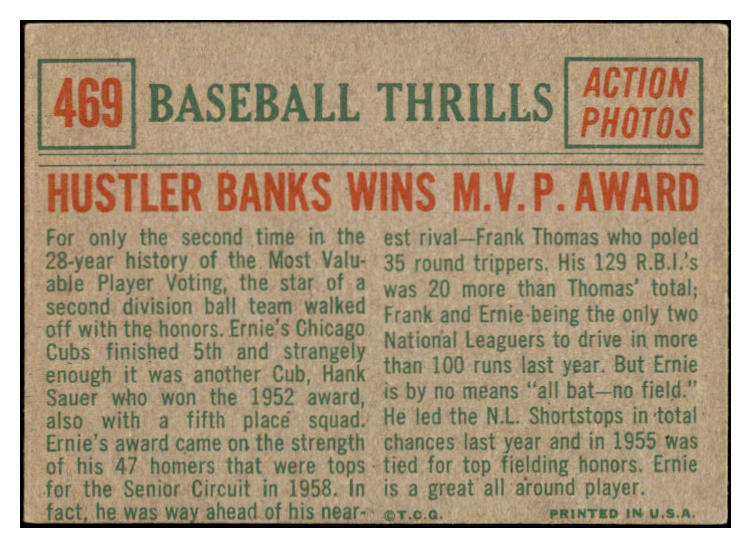 469
BASEBALL THRILLS
ACTION
PHOTOS
HUSTLER BANKS WINS M.V.P. AWARD
For only the second time in the
28-year history of the Most Valu-
able Player Voting, the star of a
second division ball team walked
off with the honors. Ernie's Chicago
Cubs finished 5th and strangely
enough it was another Cub, Hank
Sauer who won the 1952 award,
also with a fifth place squad.
Ernie's award came on the strength
of his 47 homers that were tops
for the Senior Circuit in 1958. In
fact, he was way ahead of his near-
est rival—Frank Thomas who poled
35 round trippers. His 129 R.B.I.'s
was 20 more than Thomas' total;
Frank and Ernie being the only two
National Leaguers to drive in more
than 100 runs last year. But Ernie
is by no means "all bat—no field."
He led the N.L. Shortstops in total
chances last year and in 1955 was
tied for top fielding honors. Ernie
is a great all around player.
©T.C.G.
PRINTED IN U.S.A.